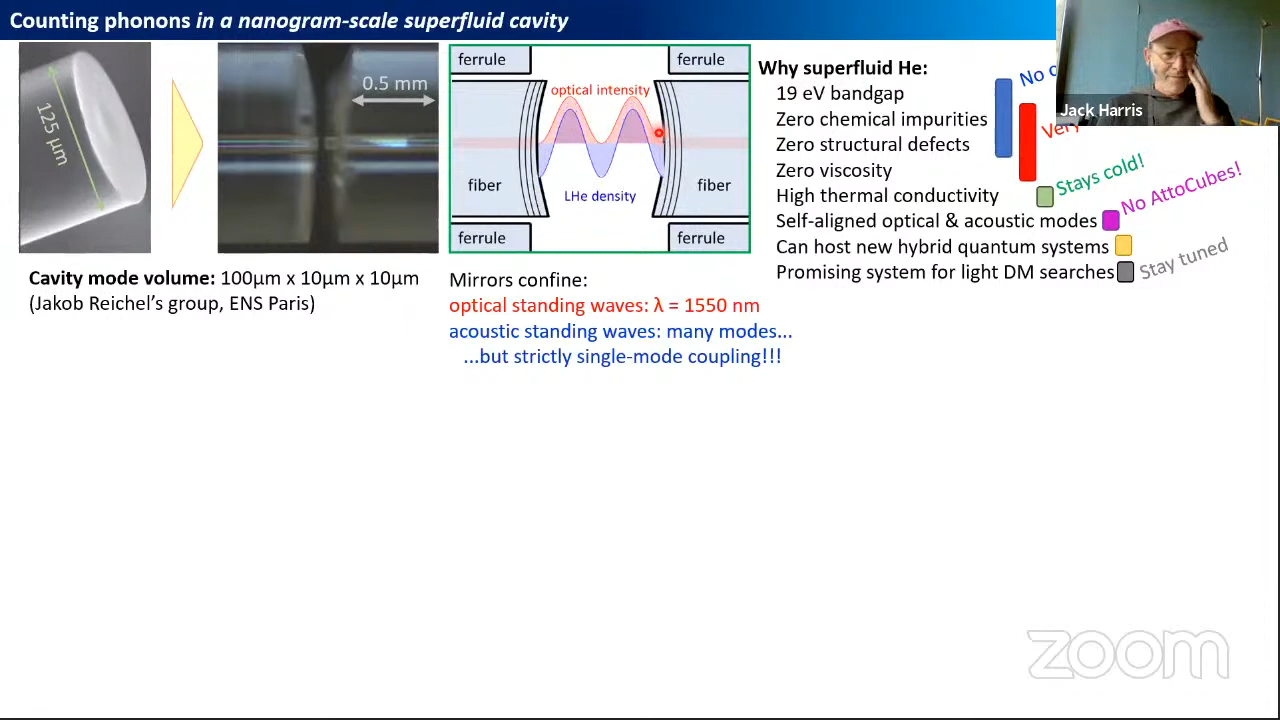 Counting phonons in a nanogram-scale superfluid cavity
125 µm
0.5 mm
ferrule
ferrule
optical intensity
fiber
fiber
LHe density
ferrule
ferrule
Cavity mode volume: 100µm x 10µm x 10µm
(Jakob Reichel's group, ENS Paris)
Mirrors confine:
optical standing waves: λ = 1550 nm
acoustic standing waves: many modes...
...but strictly single-mode coupling!!!
Why superfluid He:
19 eV bandgap
Zero chemical impurities
Zero structural defects
Zero viscosity
High thermal conductivity
Self-aligned optical & acoustic modes
Can host new hybrid quantum systems
Promising system for light DM searches
No
Very
Stays cold!
No AttoCubes!
Stay tuned
Jack Harris
zoom